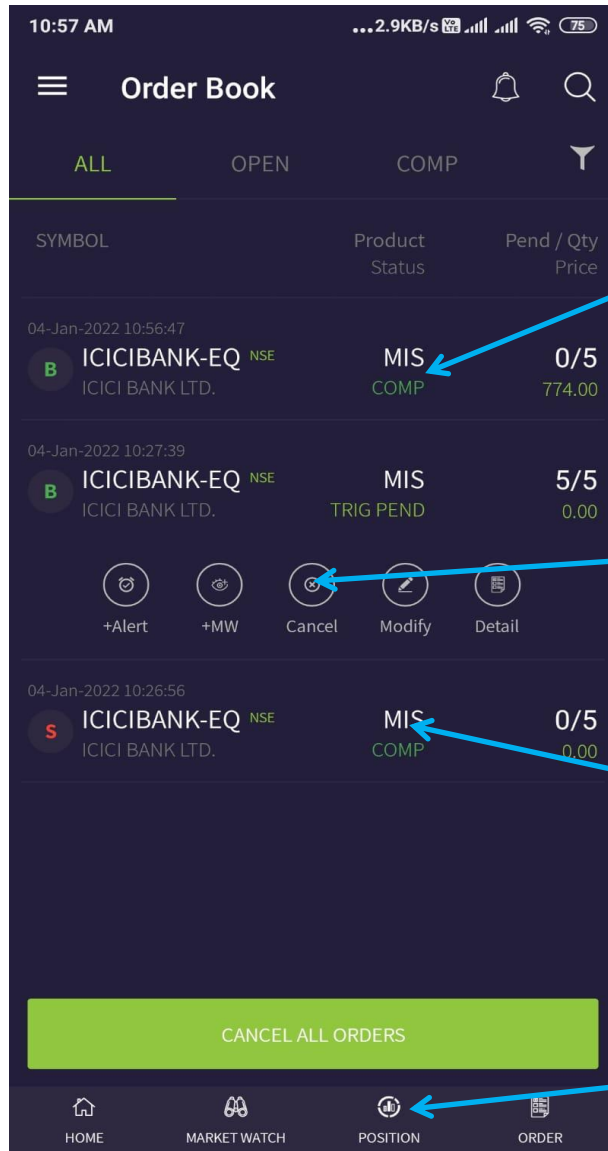 10:57 AM ...2.9KB/s Vo LTE 75
Order Book
ALL OPEN COMP
SYMBOL Product Pend / Qty
Status Price
04-Jan-2022 10:56:47
B ICICIBANK-EQ NSE MIS 0/5
ICICI BANK LTD. COMP 774.00
04-Jan-2022 10:27:39
B ICICIBANK-EQ NSE MIS 5/5
ICICI BANK LTD. TRIG PEND 0.00
+Alert +MW Cancel Modify Detail
04-Jan-2022 10:26:56
S ICICIBANK-EQ NSE MIS 0/5
ICICI BANK LTD. COMP 0.00
CANCEL ALL ORDERS
HOME MARKET WATCH POSITION ORDER